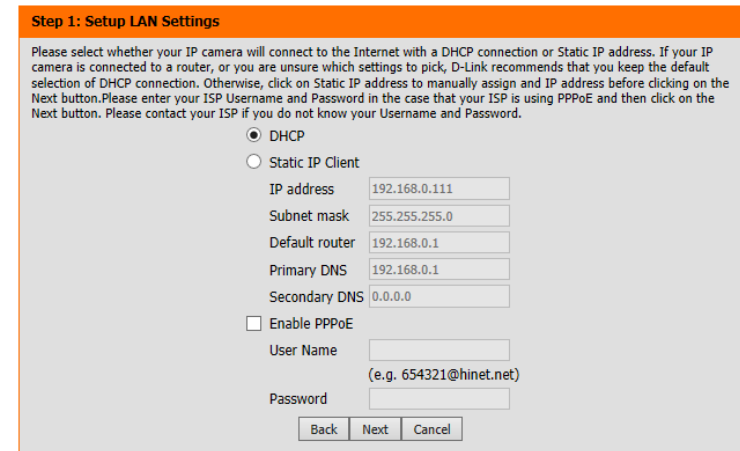 Step 1: Setup LAN Settings
Please select whether your IP camera will connect to the Internet with a DHCP connection or Static IP address. If your IP
camera is connected to a router, or you are unsure which settings to pick, D-Link recommends that you keep the default
selection of DHCP connection. Otherwise, click on Static IP address to manually assign and IP address before clicking on the
Next button.Please enter your ISP Username and Password in the case that your ISP is using PPPoE and then click on the
Next button. Please contact your ISP if you do not know your Username and Password.
DHCP
Static IP Client
IP address 192.168.0.111
Subnet mask 255.255.255.0
Default router 192.168.0.1
Primary DNS 192.168.0.1
Secondary DNS 0.0.0.0
Enable PPPoE
User Name
(e.g. 654321@hinet.net)
Password
Back Next Cancel